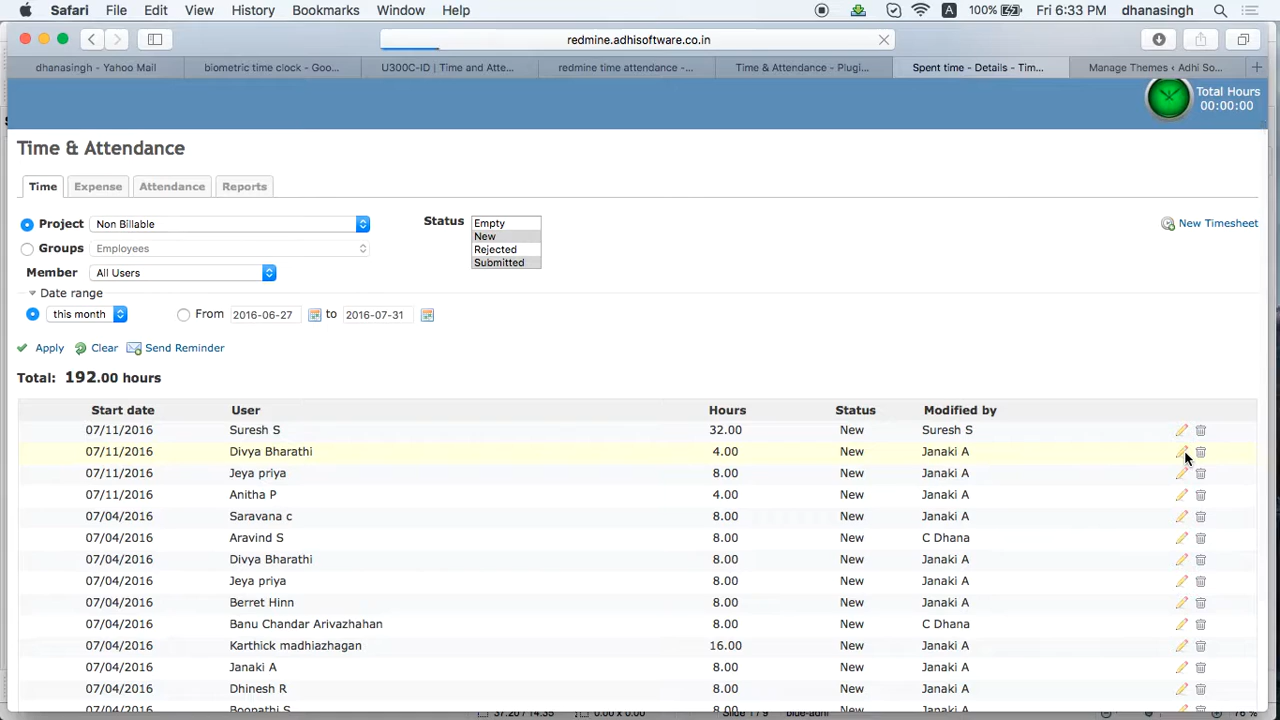 Safari File Edit View History Bookmarks Window Help 100% A Fri 6:33 PM dhanasingh
redmine.adhisoftware.co.in
dhanasingh - Yahoo Mail biometric time clock - Goo... U300C-ID | Time and Atte... redmine time attendance -... Time & Attendance - Plugi... Spent time - Details - Tim... Manage Themes ‹ Adhi So...
Total Hours
00:00:00
Time & Attendance
Time Expense Attendance Reports
Project Non Billable Status Empty New Timesheet
New
Groups Employees Rejected
Member All Users Submitted
Date range
this month From 2016-06-27 to 2016-07-31
Apply Clear Send Reminder
Total: 192.00 hours
Start date User Hours Status Modified by
07/11/2016 Suresh S 32.00 New Suresh S
07/11/2016 Divya Bharathi 4.00 New Janaki A
07/11/2016 Jeya priya 8.00 New Janaki A
07/11/2016 Anitha P 4.00 New Janaki A
07/04/2016 Saravana c 8.00 New Janaki A
07/04/2016 Aravind S 8.00 New C Dhana
07/04/2016 Divya Bharathi 8.00 New Janaki A
07/04/2016 Jeya priya 8.00 New Janaki A
07/04/2016 Berret Hinn 8.00 New Janaki A
07/04/2016 Banu Chandar Arivazhahan 8.00 New C Dhana
07/04/2016 Karthick madhiazhagan 16.00 New Janaki A
07/04/2016 Janaki A 8.00 New Janaki A
07/04/2016 Dhinesh R 8.00 New Janaki A
07/04/2016 Boopathi S 8.00 New Janaki A